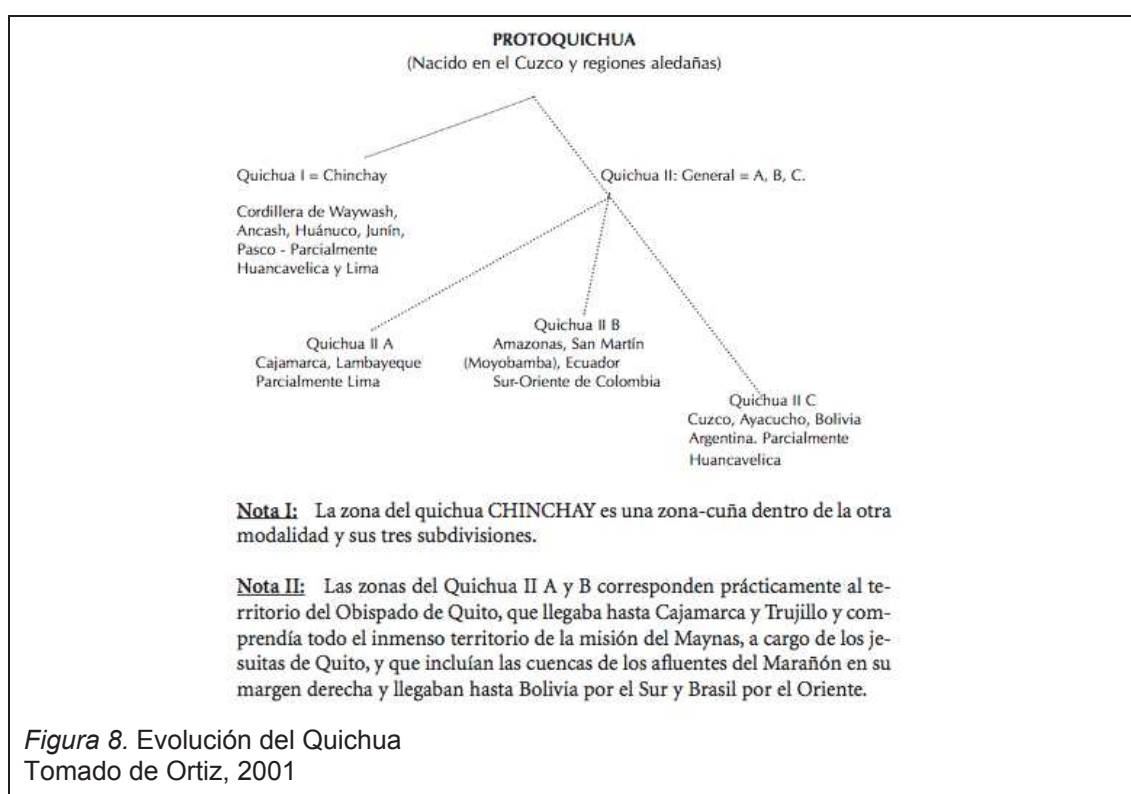 PROTOQUICHUA
(Nacido en el Cuzco y regiones aledañas)
Quichua I = Chinchay
Cordillera de Waywash,
Ancash, Huánuco, Junín,
Pasco - Parcialmente
Huancavelica y Lima
Quichua II: General = A, B, C.
Quichua II A
Cajamarca, Lambayeque
Parcialmente Lima
Quichua II B
Amazonas, San Martín
(Moyobamba), Ecuador
Sur-Oriente de Colombia
Quichua II C
Cuzco, Ayacucho, Bolivia
Argentina. Parcialmente
Huancavelica
Nota I: La zona del quichua CHINCHAY es una zona-cuña dentro de la otra
modalidad y sus tres subdivisiones.
Nota II: Las zonas del Quichua II A y B corresponden prácticamente al te-
rritorio del Obispado de Quito, que llegaba hasta Cajamarca y Trujillo y com-
prendía todo el inmenso territorio de la misión del Maynas, a cargo de los je-
suitas de Quito, y que incluían las cuencas de los afluentes del Marañón en su
margen derecha y llegaban hasta Bolivia por el Sur y Brasil por el Oriente.
Figura 8. Evolución del Quichua
Tomado de Ortiz, 2001